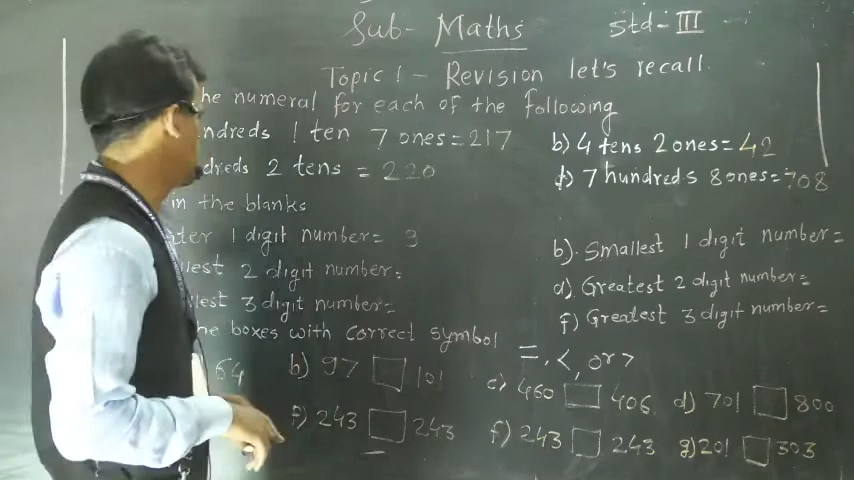 Sub- Maths Std-III
Topic 1 - Revision let's recall.
he numeral for each of the following
ndreds 1 ten 7 ones=217 b) 4 tens 2 ones= 42
dreds 2 tens = 220 d) 7 hundreds 8 ones=708
in the blanks
ter 1 digit number= 9 b). Smallest 1 digit number=
llest 2 digit number= d). Greatest 2 digit number=
llest 3 digit number= f) Greatest 3 digit number=
he boxes with correct symbol =, <, or >
64 b) 97 101 c) 460 406. d) 701 800
f) 243 243 f) 243 243 g) 201 303